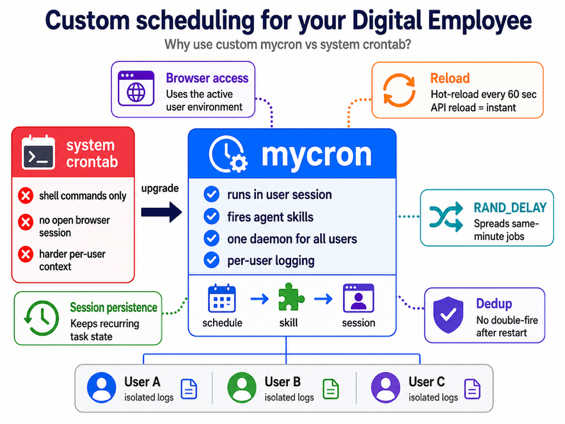 Custom scheduling for your Digital Employee
Why use custom mycron vs system crontab?
Browser access
Uses the active
user environment
Reload
Hot-reload every 60 sec
API reload = instant
system
crontab
shell commands only
no open browser
session
harder per-user
context
upgrade
mycron
runs in user session
fires agent skills
one daemon for all users
per-user logging
schedule
skill
session
RAND_DELAY
Spreads same-
minute jobs
Session persistence
Keeps recurring
task state
Dedup
No double-fire
after restart
User A
isolated logs
User B
isolated logs
User C
isolated logs